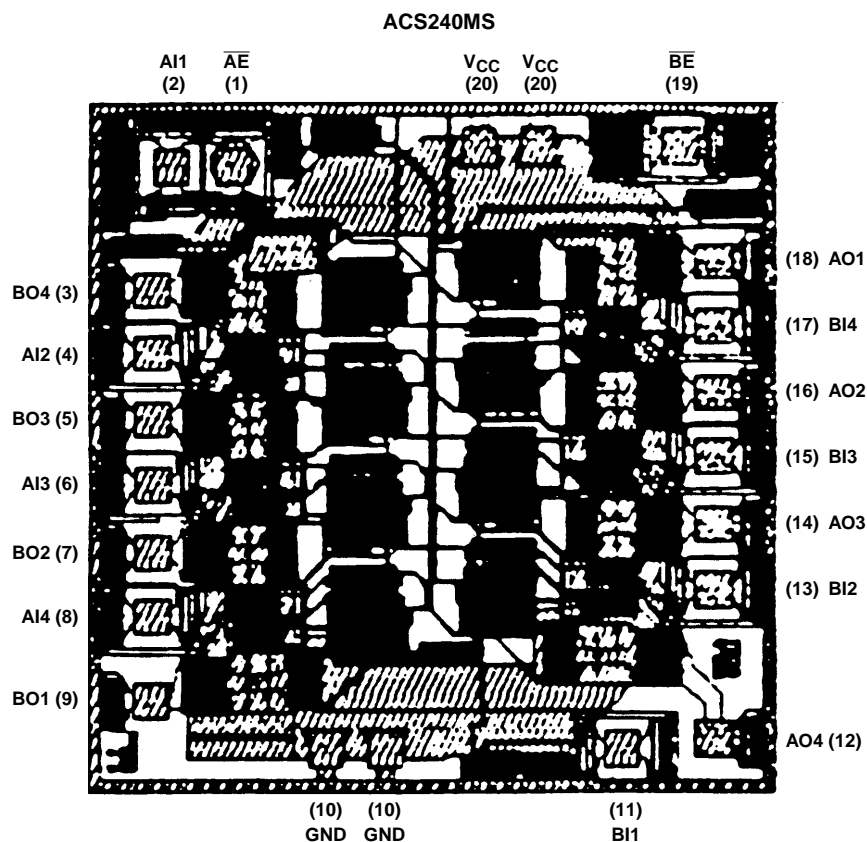 ACS240MS
AI1 AE VCC VCC BE
(2) (1) (20) (20) (19)
(18) AO1
BO4 (3)
(17) BI4
AI2 (4)
(16) AO2
BO3 (5)
(15) BI3
AI3 (6)
(14) AO3
BO2 (7)
(13) BI2
AI4 (8)
BO1 (9)
AO4 (12)
(10) (10) (11)
GND GND BI1